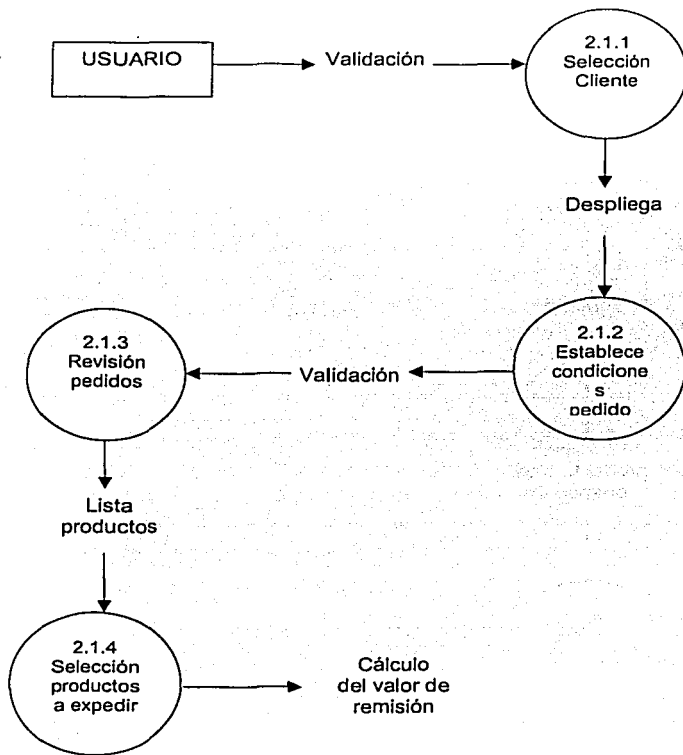 USUARIO
Validación
2.1.1
Selección
Cliente
Despliega
2.1.2
Establece
condicione
s
pedido
Validación
2.1.3
Revisión
pedidos
Lista
productos
2.1.4
Selección
productos
a expedir
Cálculo
del valor de
remisión